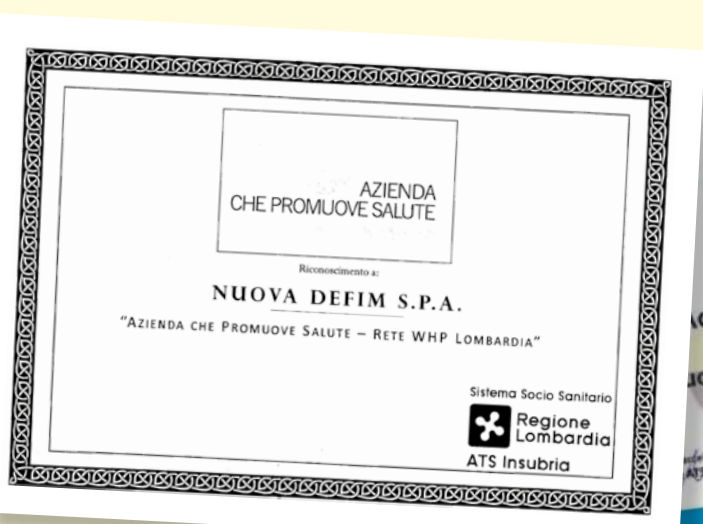 AZIENDA
CHE PROMUOVE SALUTE
Riconoscimento a:
NUOVA DEFIM S.P.A.
"AZIENDA CHE PROMUOVE SALUTE – RETE WHP LOMBARDIA"
Sistema Socio Sanitario
Regione
Lombardia
ATS Insubria